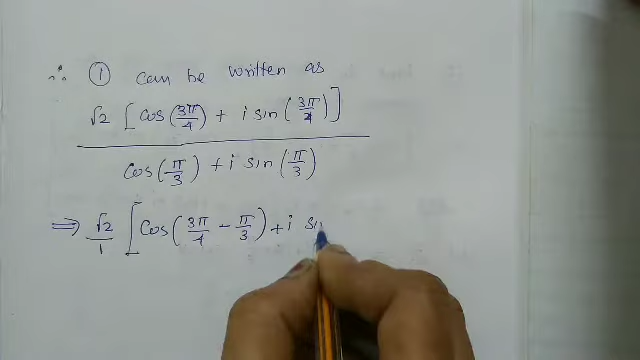 ∴ ① can be written as
√2 [cos(3π/4) + i sin(3π/4)]
cos(π/3) + i sin(π/3)
⇒ √2/1 [cos(3π/4 − π/3) + i sin